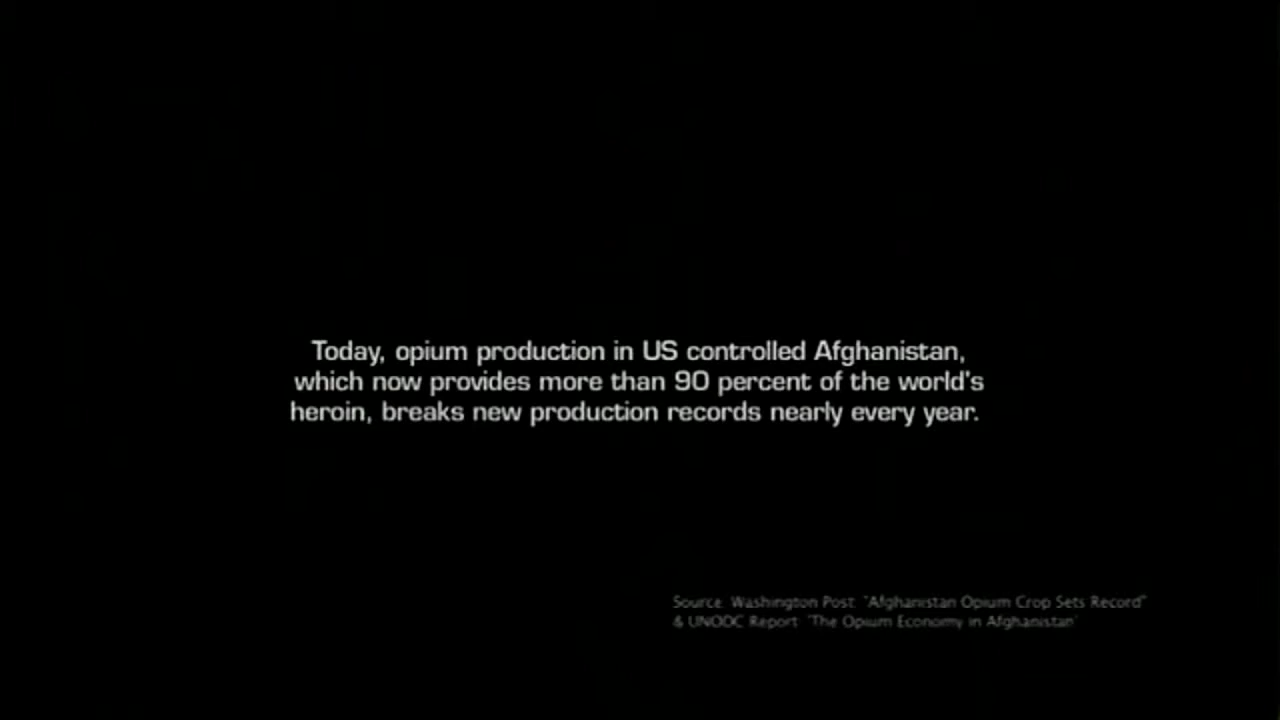 Today, opium production in US controlled Afghanistan,
which now provides more than 90 percent of the world's
heroin, breaks new production records nearly every year.
Source: Washington Post: "Afghanistan Opium Crop Sets Record"
& UNODC Report: "The Opium Economy in Afghanistan"